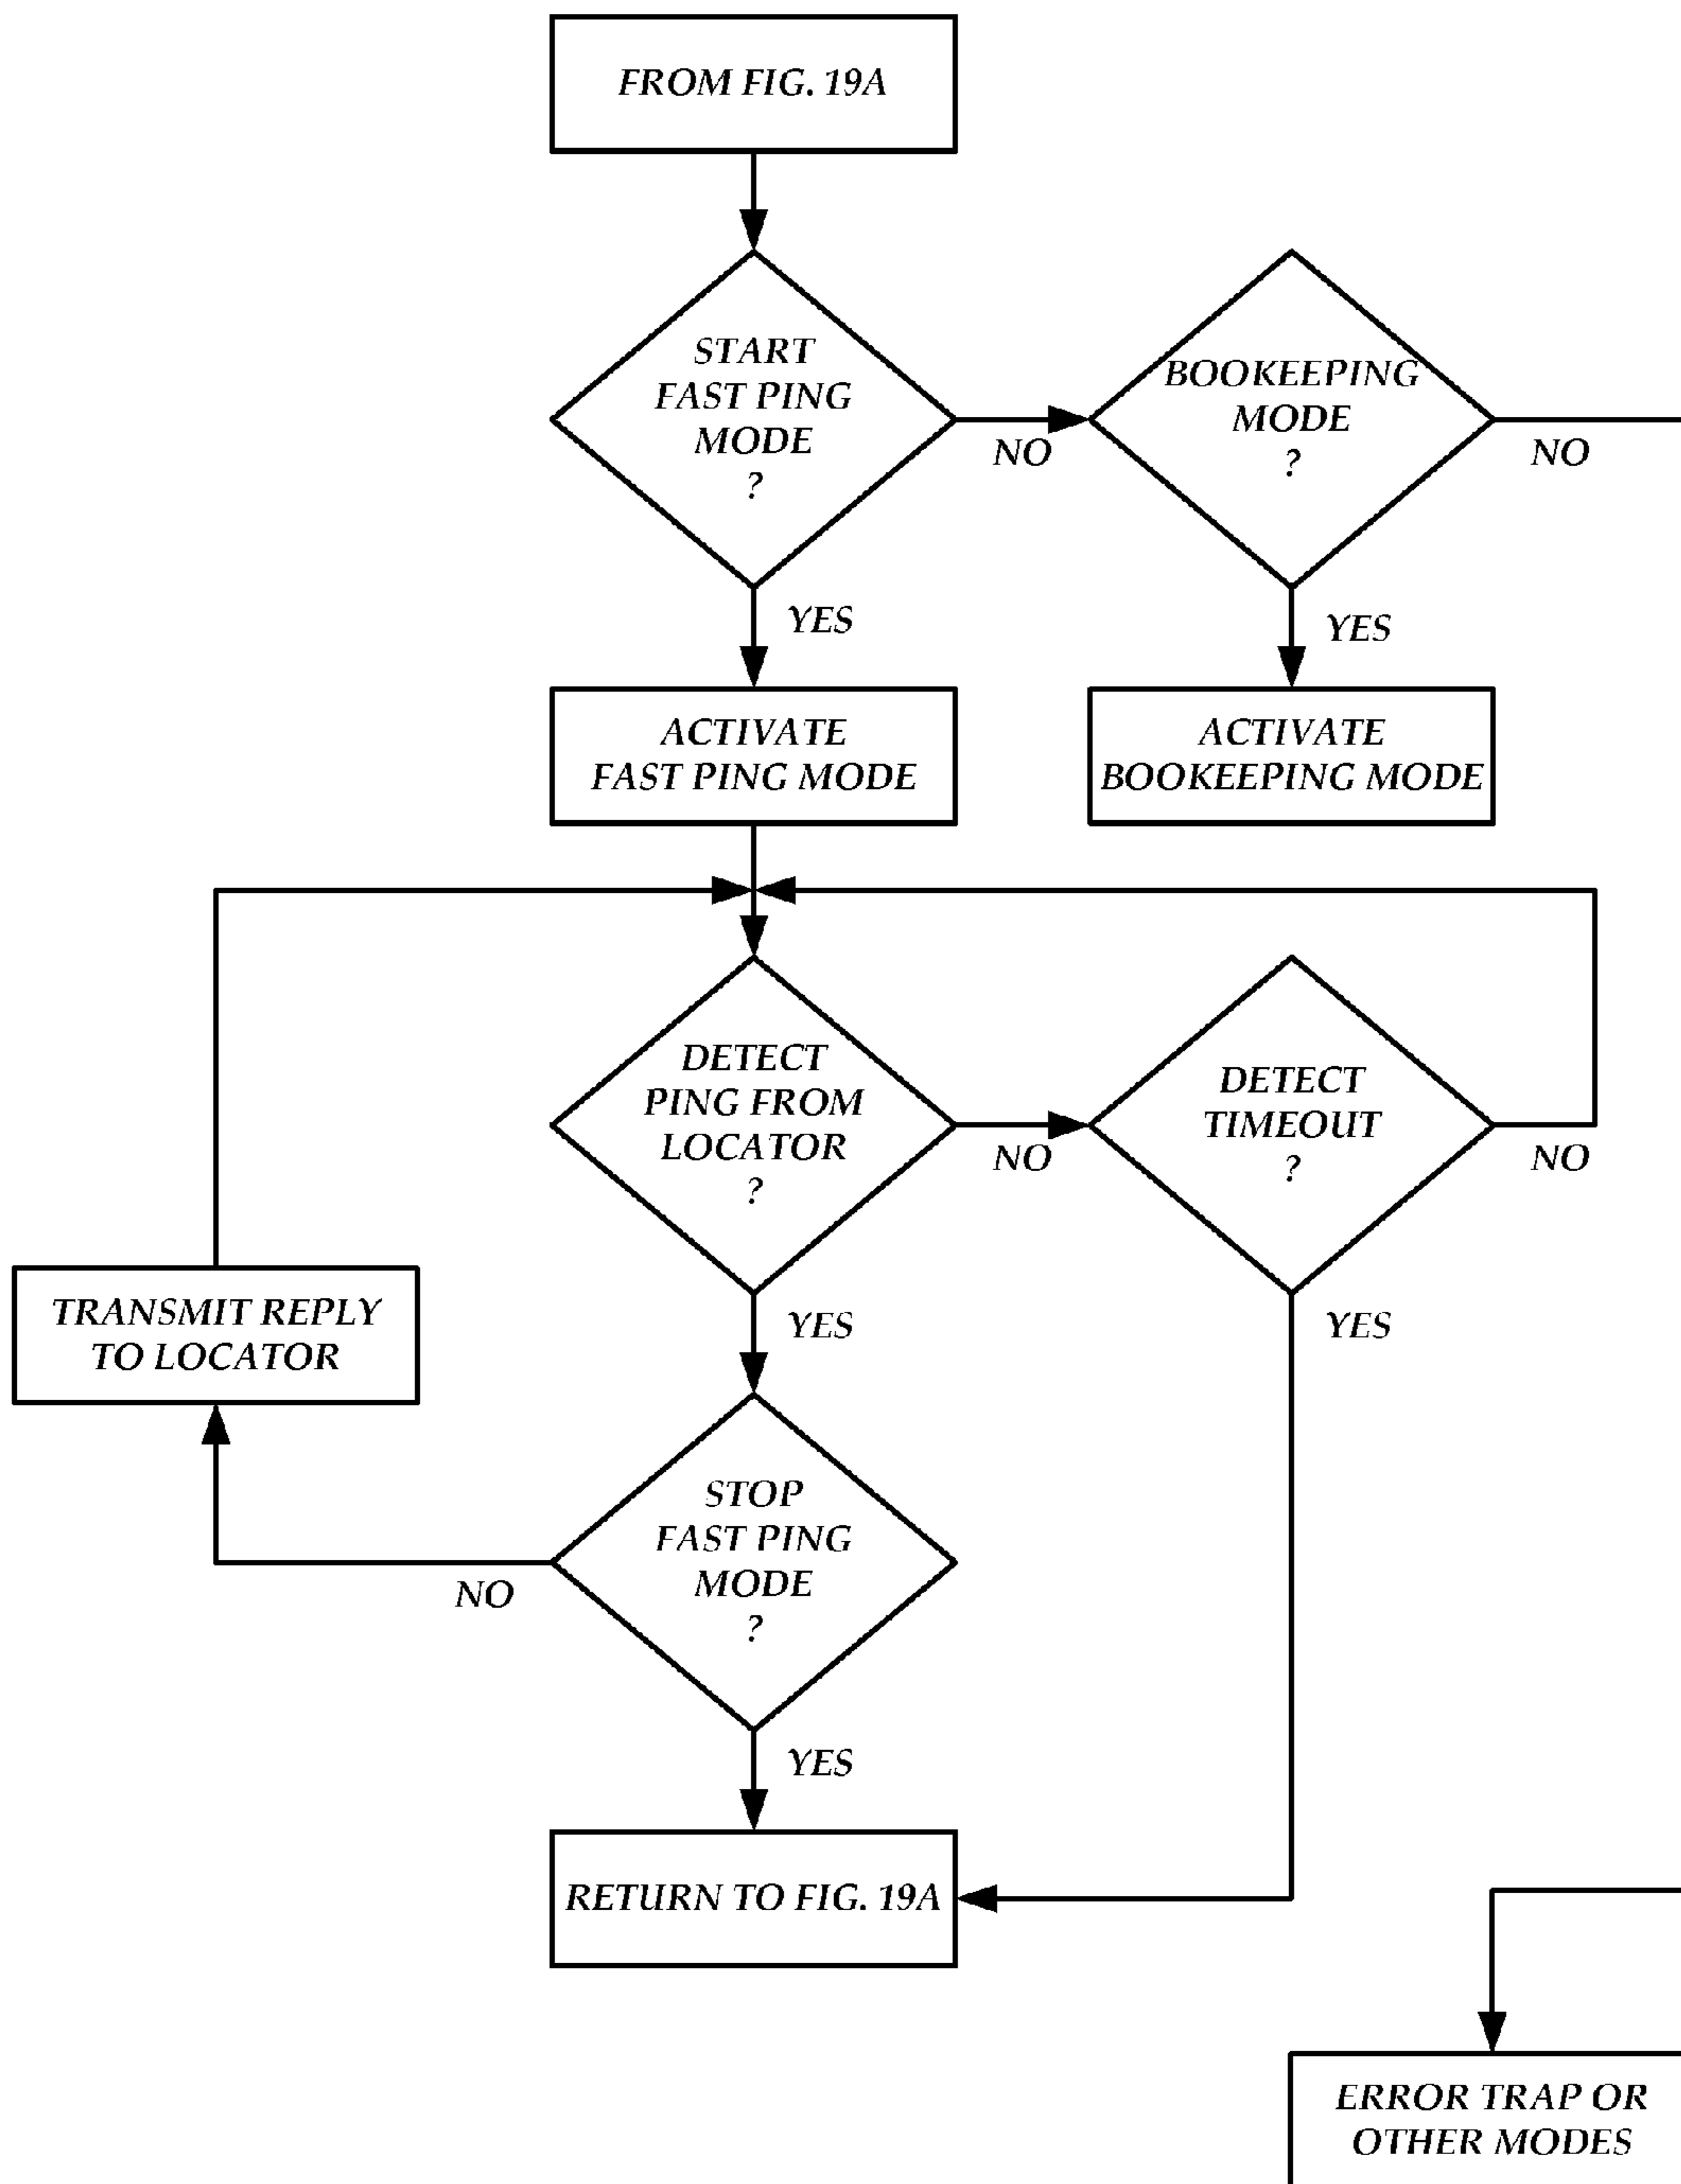 FROM FIG. 19A
START
FAST PING
MODE
?
NO
BOOKEEPING
MODE
?
NO
YES
YES
ACTIVATE
FAST PING MODE
ACTIVATE
BOOKEEPING MODE
DETECT
PING FROM
LOCATOR
?
NO
DETECT
TIMEOUT
?
NO
YES
YES
TRANSMIT REPLY
TO LOCATOR
STOP
FAST PING
MODE
?
NO
YES
RETURN TO FIG. 19A
ERROR TRAP OR
OTHER MODES